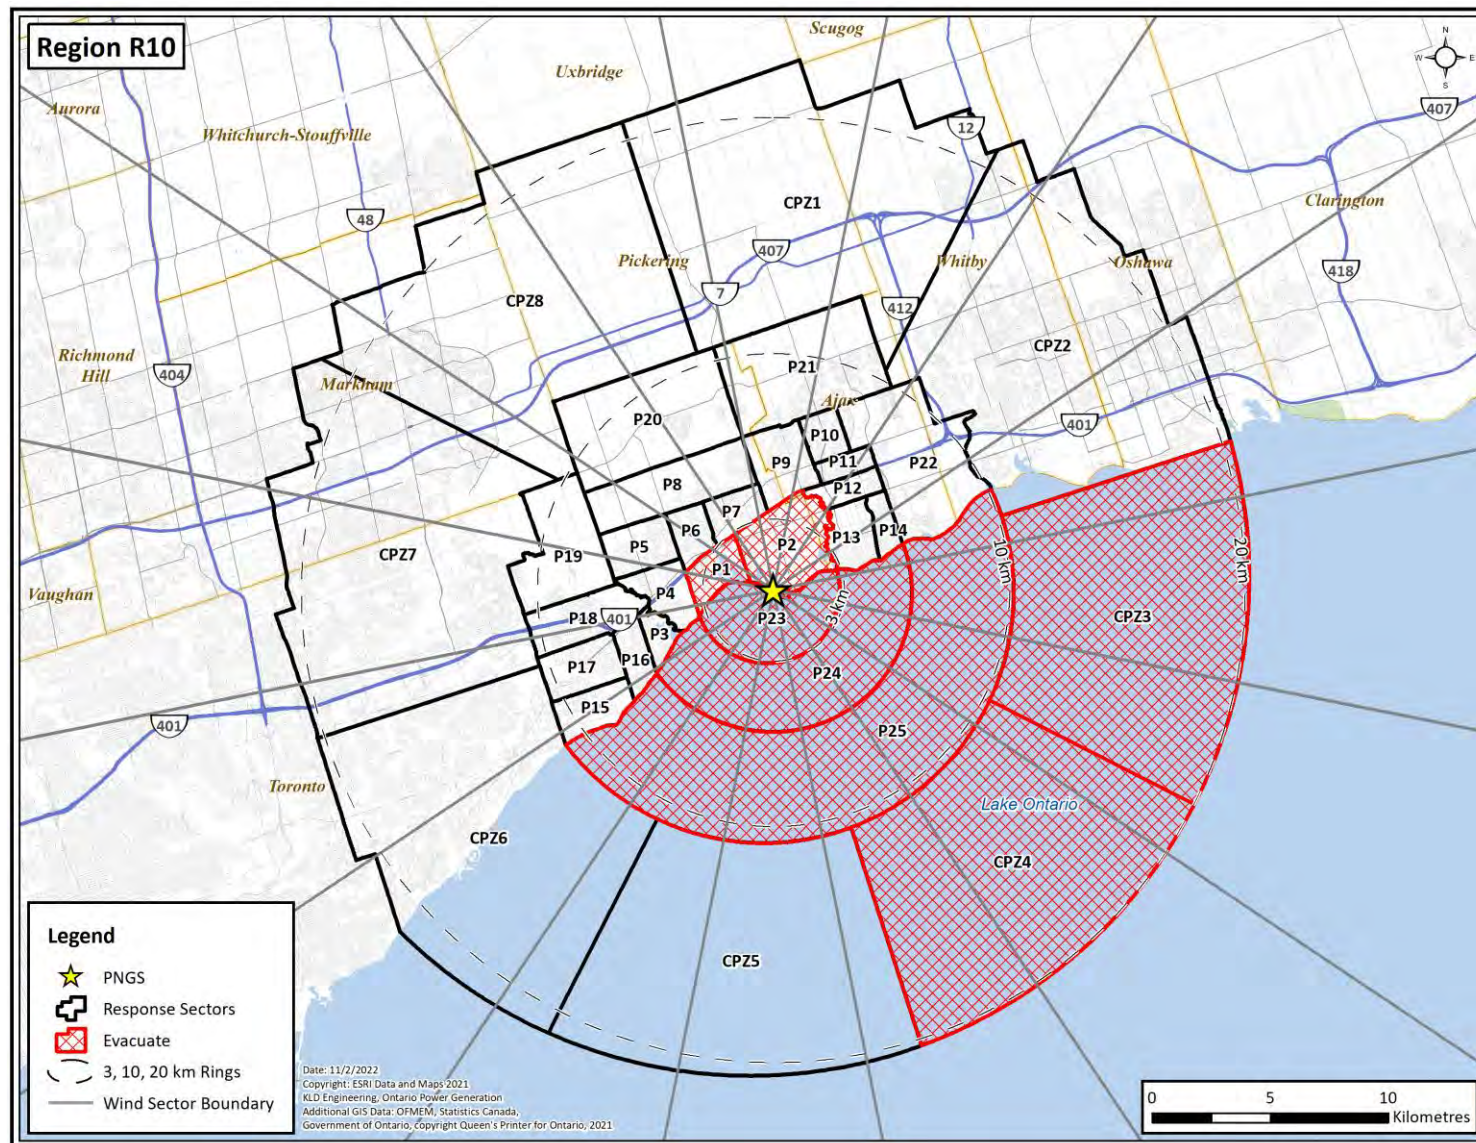 Region R10
Scugog
Uxbridge
Aurora
Whitchurch-Stouffville
12
407
N
W
E
S
48
CPZ1
Clarington
407
Pickering
Whitby
Oshawa
418
7
CPZ8
412
Richmond
Hill
404
Markham
CPZ2
P21
Ajax
P20
401
P10
P9
P11
P22
P8
P12
P7
P6
P2
P13
P14
P5
CPZ7
P19
P1
10 km
20 km
Vaughan
P4
P18
401
P23
3 km
CPZ3
P3
P16
P17
P24
P15
401
P25
Toronto
Lake Ontario
CPZ6
CPZ4
CPZ5
Legend
PNGS
Response Sectors
Evacuate
3, 10, 20 km Rings
Wind Sector Boundary
Date: 11/2/2022
Copyright: ESRI Data and Maps 2021
KLD Engineering, Ontario Power Generation
Additional GIS Data: OFMEM, Statistics Canada,
Government of Ontario, copyright Queen's Printer for Ontario, 2021
0 5 10
Kilometres